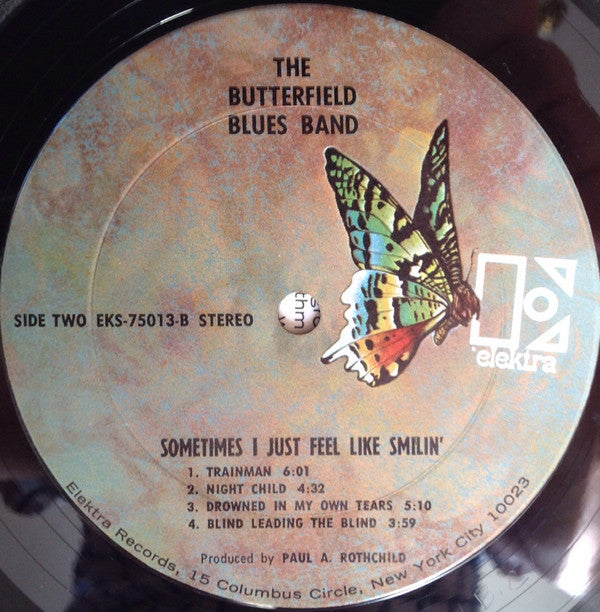 THE
BUTTERFIELD
BLUES BAND
SIDE TWO EKS-75013-B STEREO
elektra
SOMETIMES I JUST FEEL LIKE SMILIN'
1. TRAINMAN 6:01
2. NIGHT CHILD 4:32
3. DROWNED IN MY OWN TEARS 5:10
4. BLIND LEADING THE BLIND 3:59
Produced by PAUL A. ROTHCHILD
Elektra Records, 15 Columbus Circle, New York City 10023